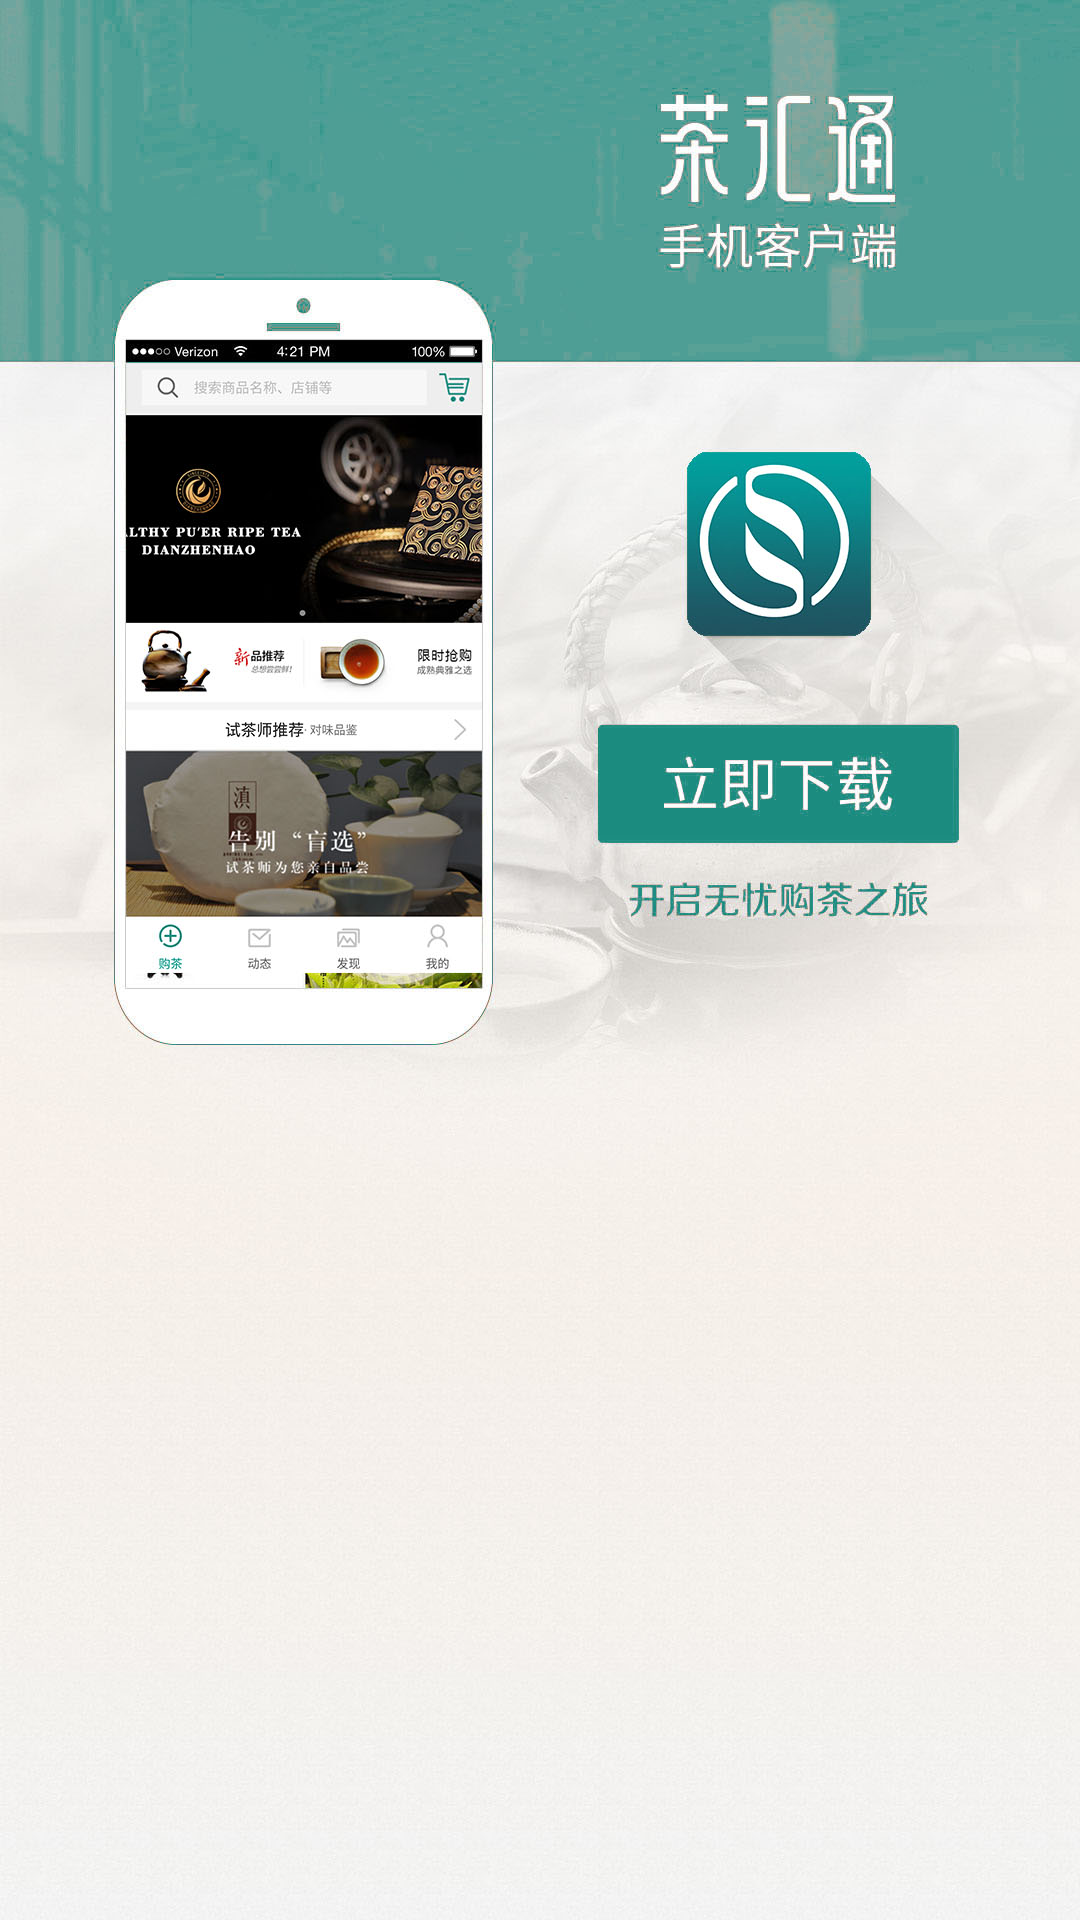 茶汇通
手机客户端
Verizon 4:21 PM 100%
搜索商品名称、店铺等
ALTHY PU'ER RIPE TEA
DIANZHENHAO
新品推荐
总想尝尝鲜!
限时抢购
成熟典雅之选
试茶师推荐· 对味品鉴
滇
告别“盲选”
试茶师为您亲自品尝
购茶 动态 发现 我的
立即下载
开启无忧购茶之旅